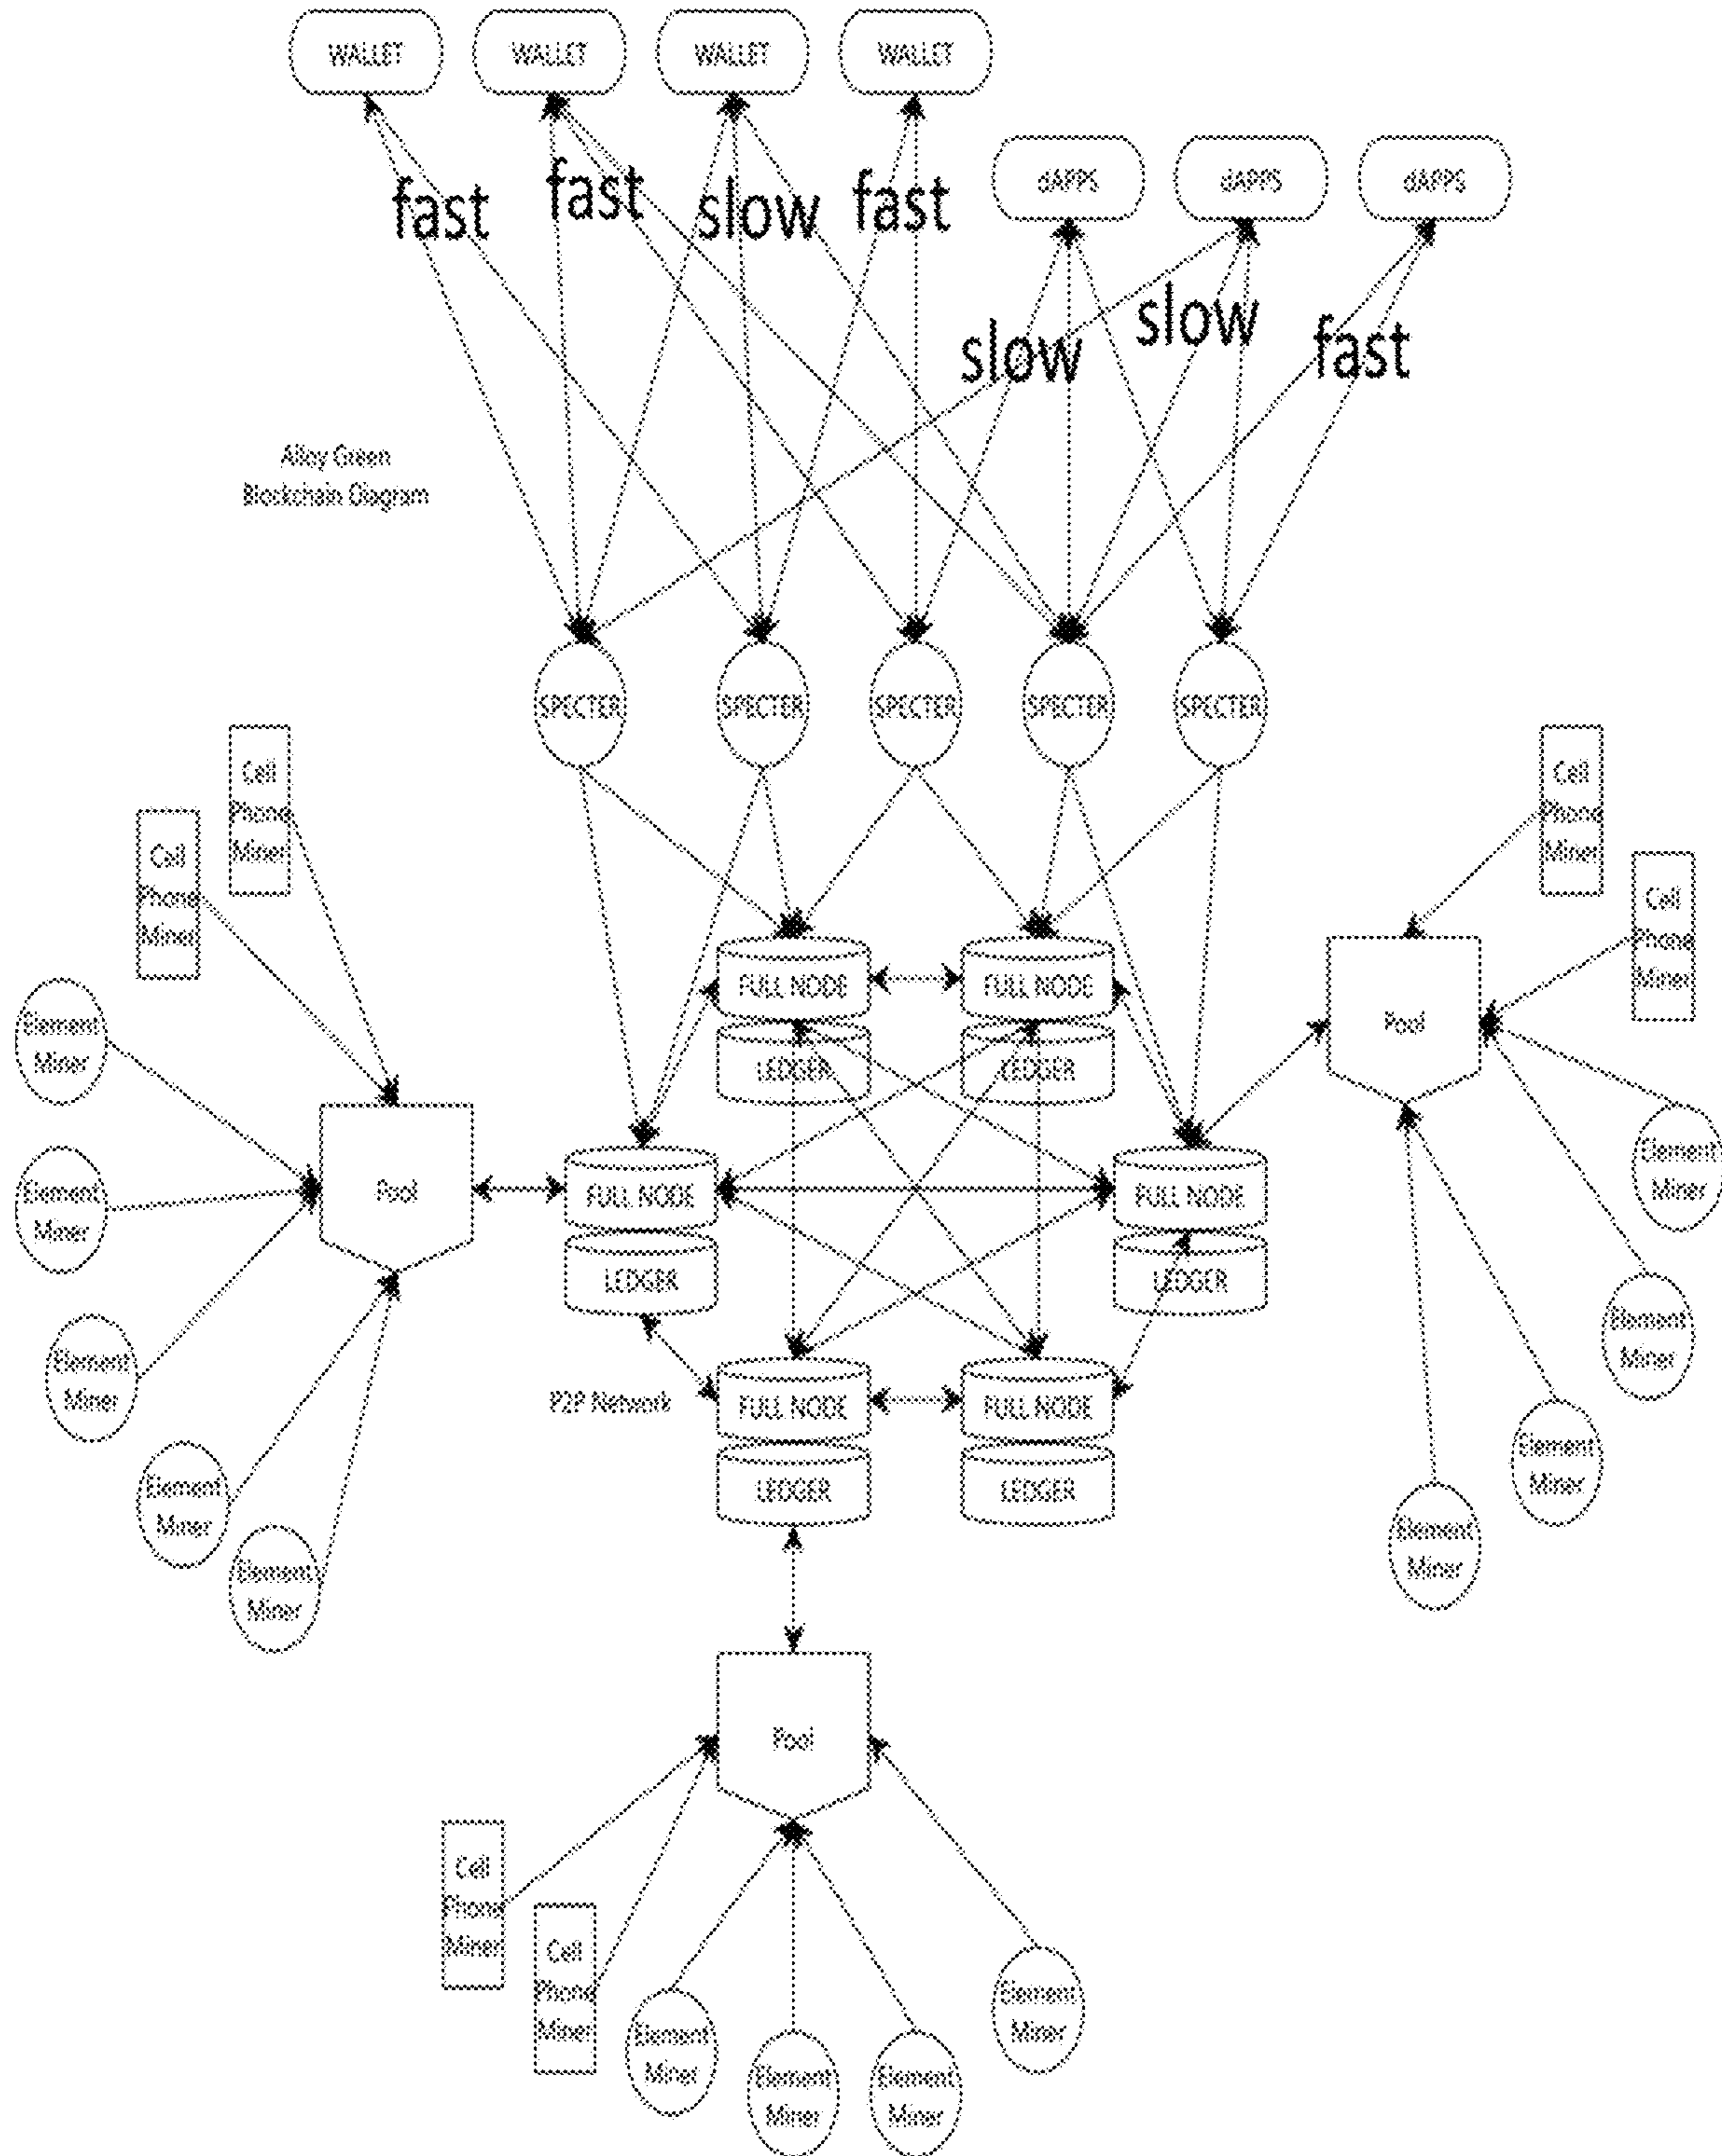 WALLET
WALLET
WALLET
WALLET
dAPPS
dAPPS
dAPPS
fast
fast
slow
fast
slow
slow
fast
Alloy Green
Blockchain Diagram
SPECTER
SPECTER
SPECTER
SPECTER
SPECTER
Cell
Phone
Miner
Cell
Phone
Miner
Cell
Phone
Miner
Cell
Phone
Miner
FULL NODE
LEDGER
FULL NODE
LEDGER
Pool
Element
Miner
Element
Miner
Element
Miner
Element
Miner
Element
Miner
Pool
FULL NODE
LEDGER
FULL NODE
LEDGER
Element
Miner
Element
Miner
Element
Miner
Element
Miner
P2P Network
FULL NODE
LEDGER
FULL NODE
LEDGER
Pool
Cell
Phone
Miner
Cell
Phone
Miner
Element
Miner
Element
Miner
Element
Miner
Element
Miner